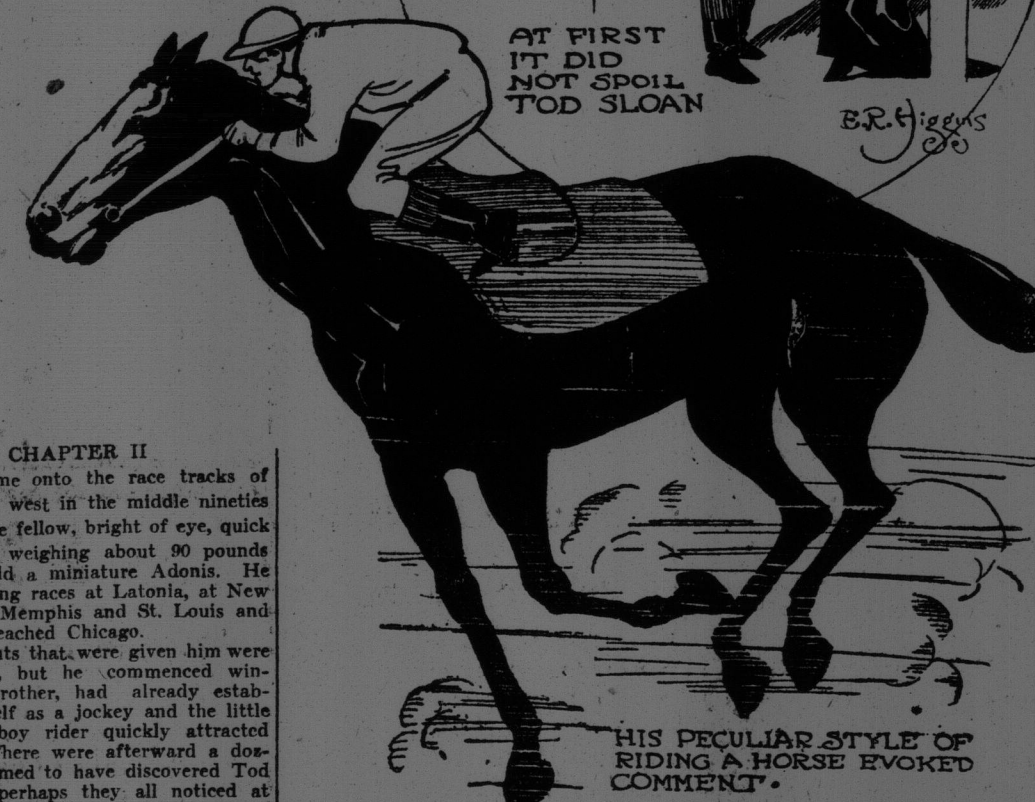 AT FIRST
IT DID
NOT SPOIL
TOD SLOAN
E.R. Higgins
CHAPTER II
me onto the race tracks of
west in the middle nineties
e fellow, bright of eye, quick
weighing about 90 pounds
ld a miniature Adonis. He
ng races at Latonia, at New
Memphis and St. Louis and
eached Chicago.
nts that were given him were
, but he commenced win-
rother, had already estab-
elf as a jockey and the little
boy rider quickly attracted
There were afterward a doz-
med to have discovered Tod
perhaps they all noticed at
HIS PECULIAR STYLE OF
RIDING A HORSE EVOKED
COMMENT.